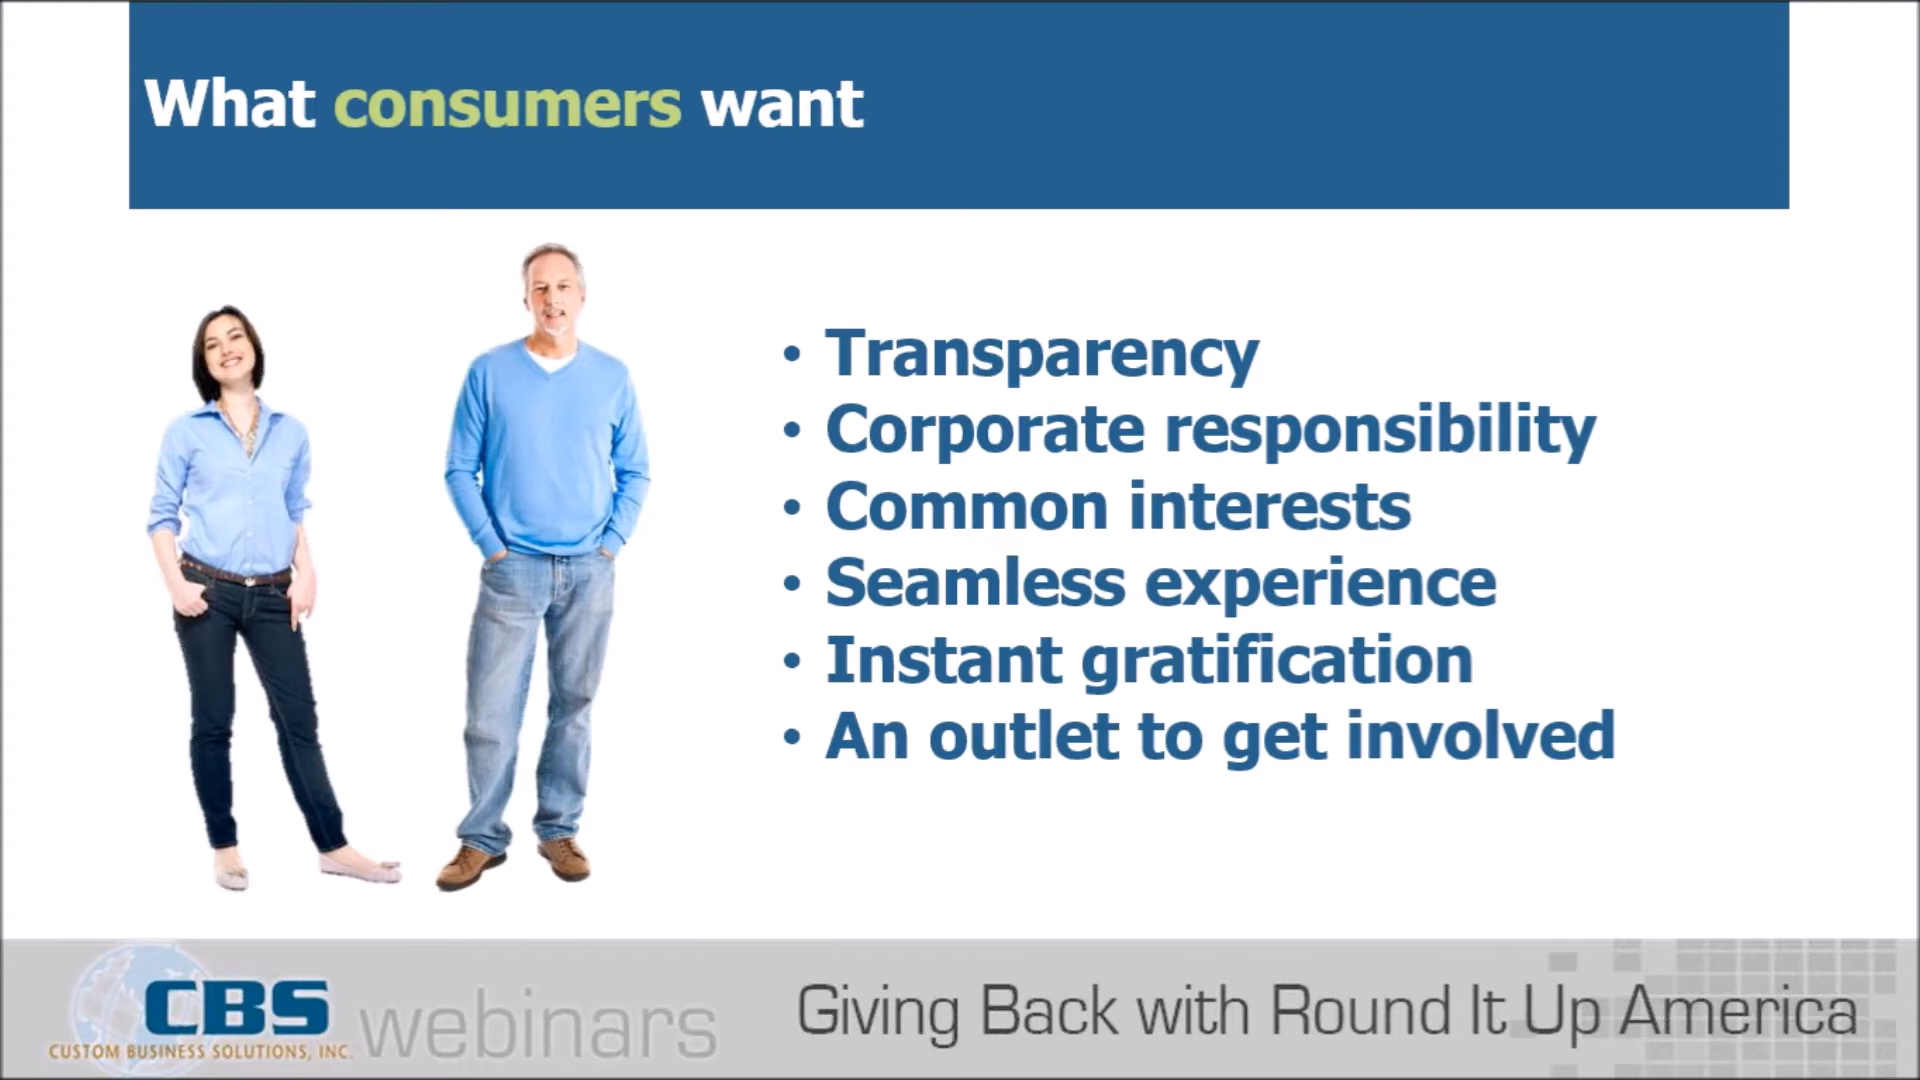 What consumers want
• Transparency
• Corporate responsibility
• Common interests
• Seamless experience
• Instant gratification
• An outlet to get involved
CBS webinars
CUSTOM BUSINESS SOLUTIONS, INC.
Giving Back with Round It Up America